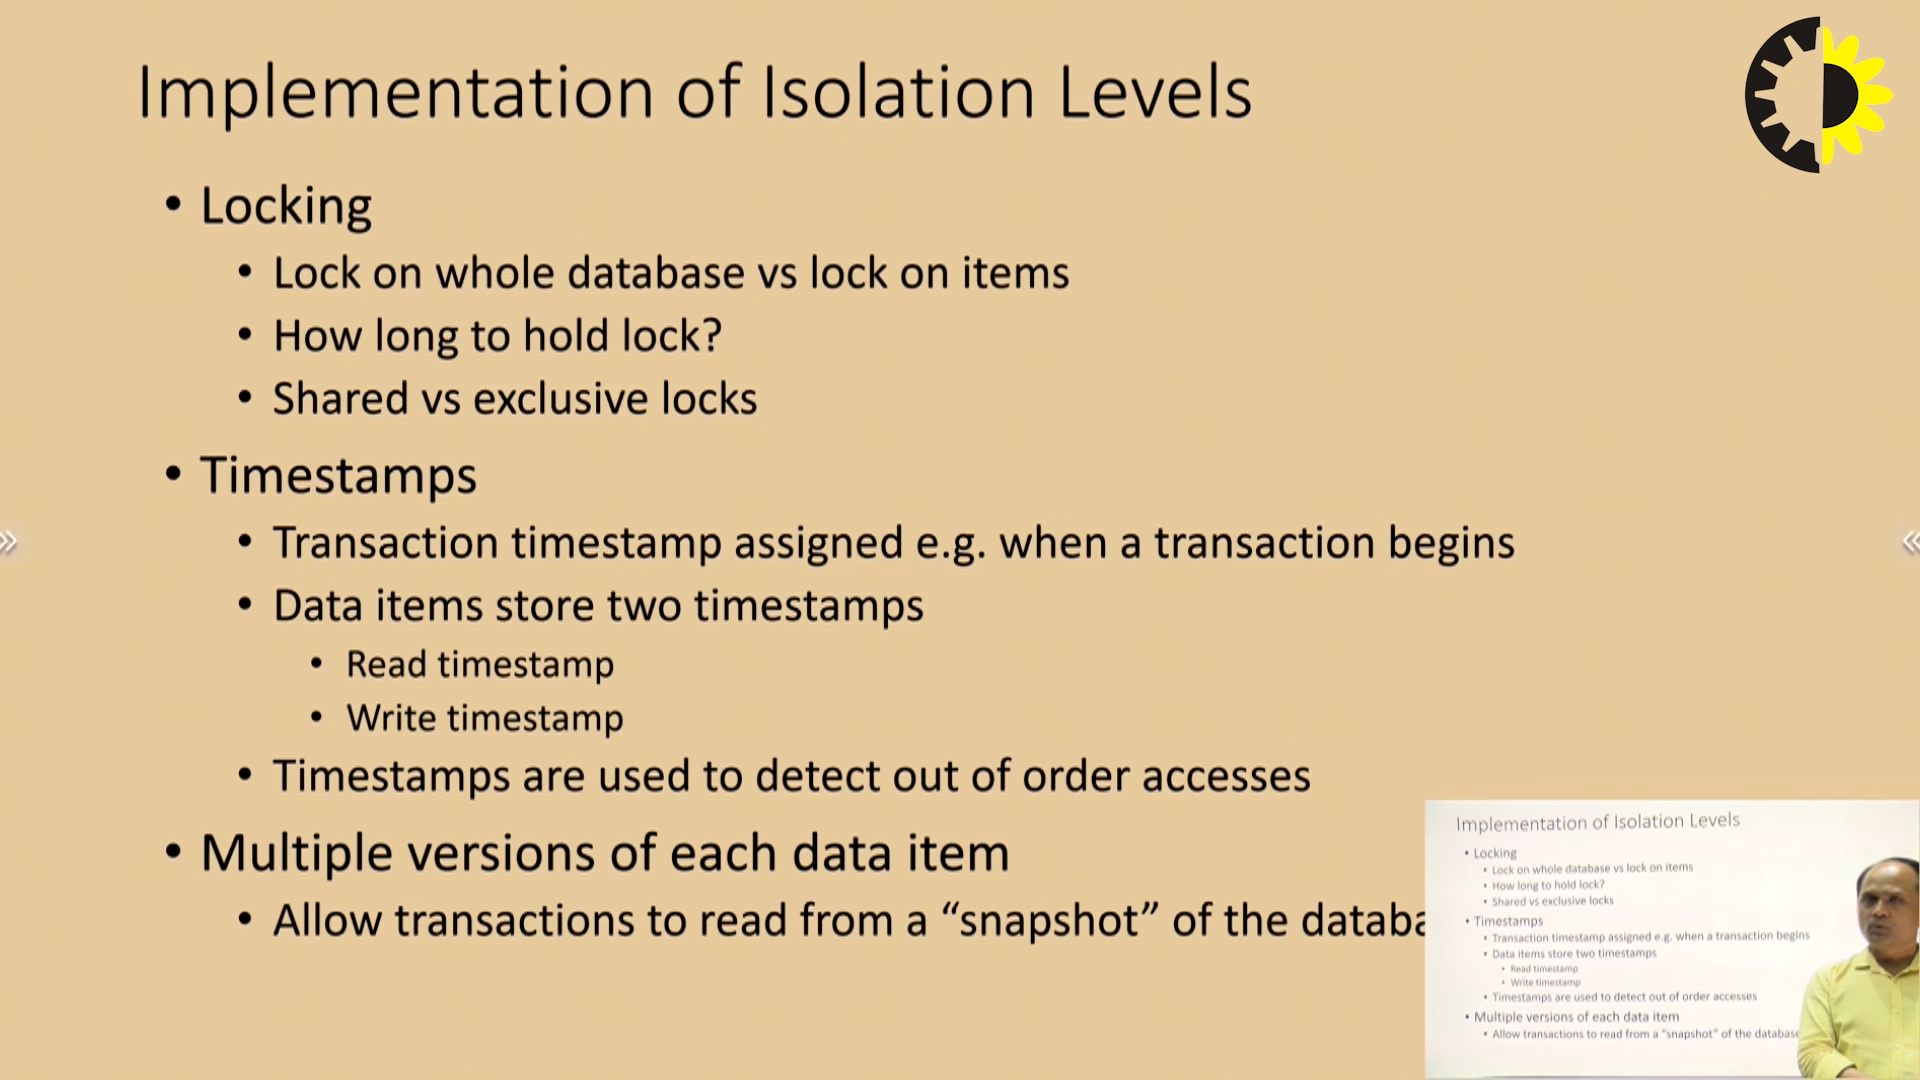 Implementation of Isolation Levels
• Locking
• Lock on whole database vs lock on items
• How long to hold lock?
• Shared vs exclusive locks
• Timestamps
• Transaction timestamp assigned e.g. when a transaction begins
• Data items store two timestamps
• Read timestamp
• Write timestamp
• Timestamps are used to detect out of order accesses
• Multiple versions of each data item
• Allow transactions to read from a “snapshot” of the databa
Implementation of Isolation Levels
• Locking
• Lock on whole database vs lock on items
• How long to hold lock?
• Shared vs exclusive locks
• Timestamps
• Transaction timestamp assigned e.g. when a transaction begins
• Data items store two timestamps
• Read timestamp
• Write timestamp
• Timestamps are used to detect out of order accesses
• Multiple versions of each data item
• Allow transactions to read from a “snapshot” of the database